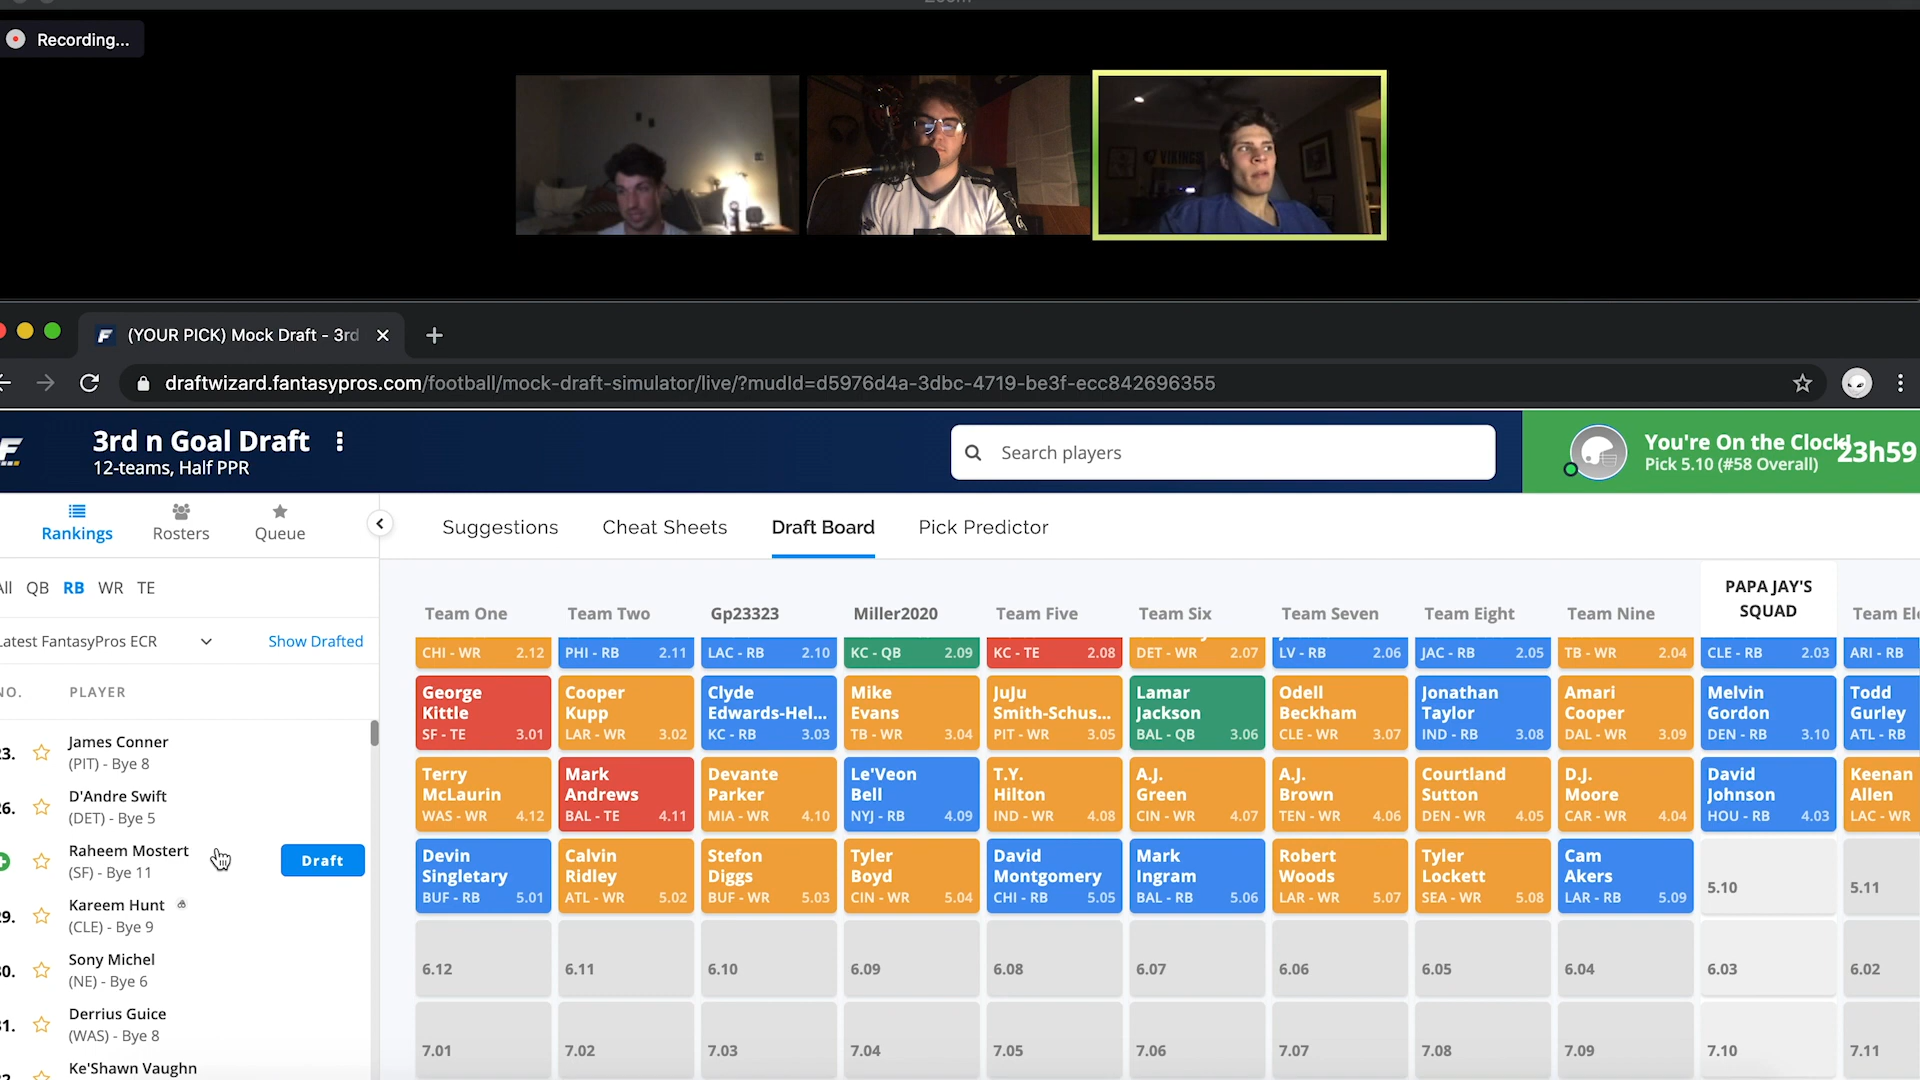 Recording...
VIKINGS
(YOUR PICK) Mock Draft - 3rd
draftwizard.fantasypros.com/football/mock-draft-simulator/live/?mudId=d5976d4a-3dbc-4719-be3f-ecc842696355
3rd n Goal Draft
12-teams, Half PPR
Search players
You're On the Clock!
23h59
Pick 5.10 (#58 Overall)
Rankings Rosters Queue
Suggestions Cheat Sheets Draft Board Pick Predictor
QB RB WR TE
Latest FantasyPros ECR Show Drafted
PLAYER
James Conner
(PIT) - Bye 8
D'Andre Swift
(DET) - Bye 5
Raheem Mostert
(SF) - Bye 11
Draft
Kareem Hunt
(CLE) - Bye 9
Sony Michel
(NE) - Bye 6
Derrius Guice
(WAS) - Bye 8
Ke'Shawn Vaughn
Team One Team Two Gp23323 Miller2020 Team Five Team Six Team Seven Team Eight Team Nine PAPA JAY'S SQUAD Team
CHI - WR 2.12 PHI - RB 2.11 LAC - RB 2.10 KC - QB 2.09 KC - TE 2.08 DET - WR 2.07 LV - RB 2.06 JAC - RB 2.05 TB - WR 2.04 CLE - RB 2.03 ARI - RB
George Kittle Cooper Kupp Clyde Edwards-Hel... Mike Evans JuJu Smith-Schus... Lamar Jackson Odell Beckham Jonathan Taylor Amari Cooper Melvin Gordon Todd Gurley
SF - TE 3.01 LAR - WR 3.02 KC - RB 3.03 TB - WR 3.04 PIT - WR 3.05 BAL - QB 3.06 CLE - WR 3.07 IND - RB 3.08 DAL - WR 3.09 DEN - RB 3.10 ATL - RB
Terry McLaurin Mark Andrews Devante Parker Le'Veon Bell T.Y. Hilton A.J. Green A.J. Brown Courtland Sutton D.J. Moore David Johnson Keenan Allen
WAS - WR 4.12 BAL - TE 4.11 MIA - WR 4.10 NYJ - RB 4.09 IND - WR 4.08 CIN - WR 4.07 TEN - WR 4.06 DEN - WR 4.05 CAR - WR 4.04 HOU - RB 4.03 LAC - WR
Devin Singletary Calvin Ridley Stefon Diggs Tyler Boyd David Montgomery Mark Ingram Robert Woods Tyler Lockett Cam Akers
BUF - RB 5.01 ATL - WR 5.02 BUF - WR 5.03 CIN - WR 5.04 CHI - RB 5.05 BAL - RB 5.06 LAR - WR 5.07 SEA - WR 5.08 LAR - RB 5.09 5.10 5.11
6.12 6.11 6.10 6.09 6.08 6.07 6.06 6.05 6.04 6.03 6.02
7.01 7.02 7.03 7.04 7.05 7.06 7.07 7.08 7.09 7.10 7.11